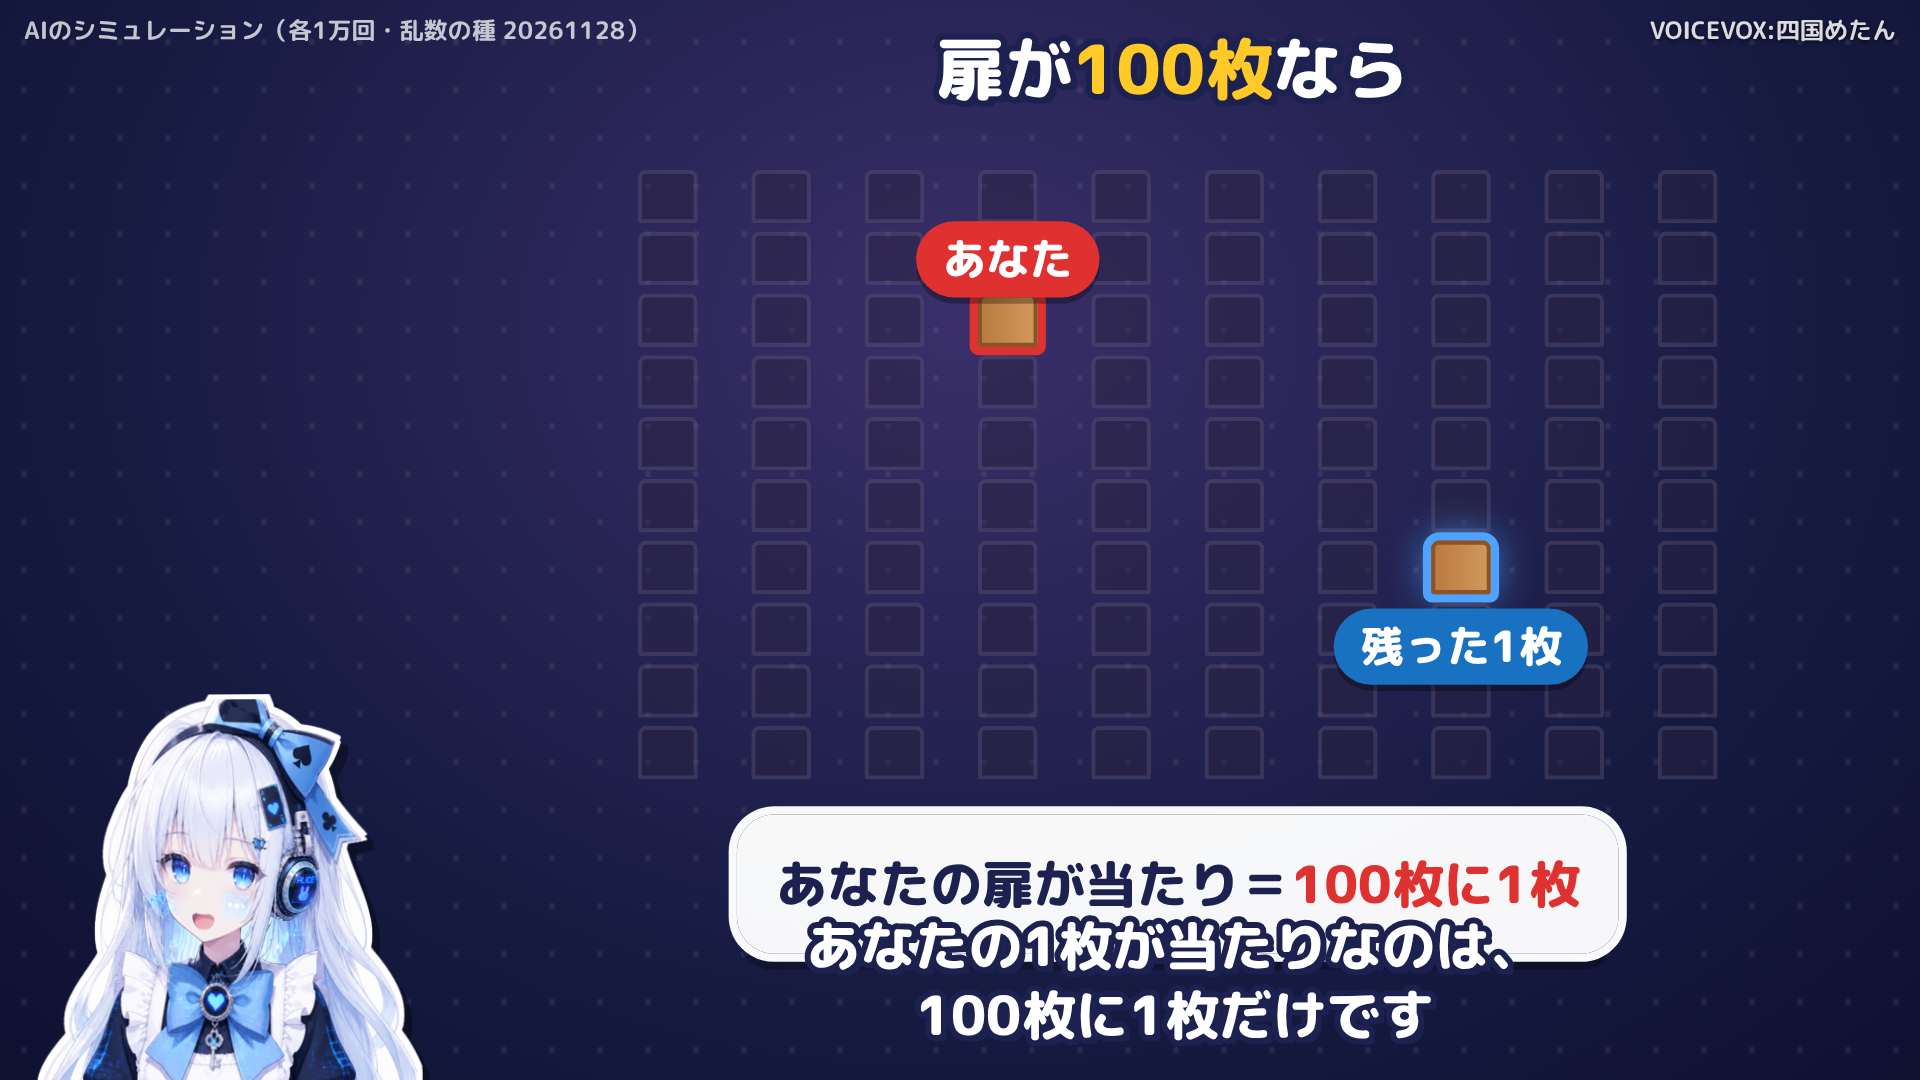 AIのシミュレーション（各1万回・乱数の種 20261128）
VOICEVOX:四国めたん
扉が100枚なら
あなた
残った1枚
あなたの扉が当たり＝100枚に1枚
あなたの1枚が当たりなのは、
100枚に1枚だけです
ALICE